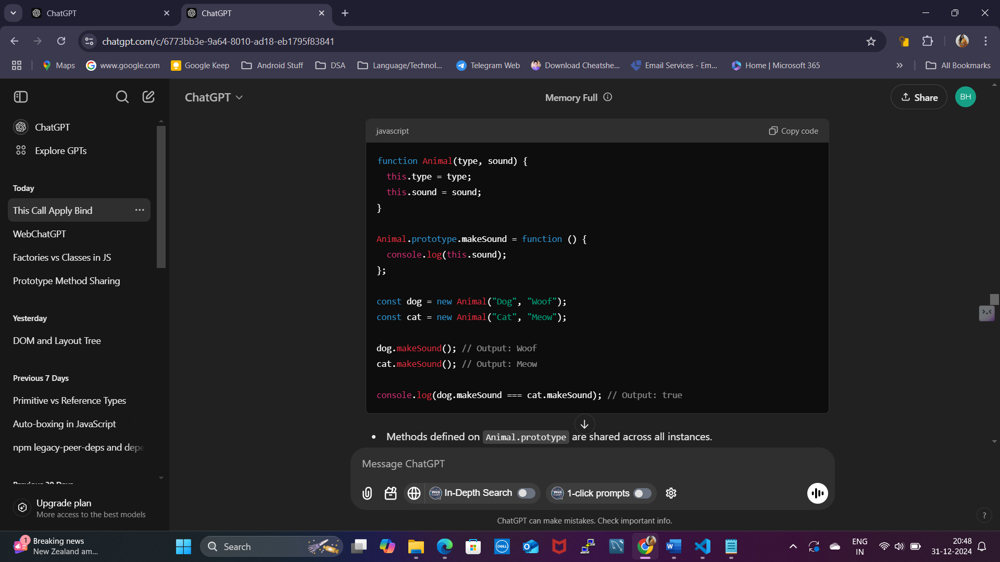 ChatGPT
ChatGPT
chatgpt.com/c/6773bb3e-9a64-8010-ad18-eb1795f83841
Maps
www.google.com
Google Keep
Android Stuff
DSA
Language/Technol...
Telegram Web
Download Cheatshe...
Email Services - Em...
Home | Microsoft 365
All Bookmarks
ChatGPT
Memory Full
Share
BH
ChatGPT
Explore GPTs
Today
This Call Apply Bind
WebChatGPT
Factories vs Classes in JS
Prototype Method Sharing
Yesterday
DOM and Layout Tree
Previous 7 Days
Primitive vs Reference Types
Auto-boxing in JavaScript
npm legacy-peer-deps and depe
Previous 30 Days
Upgrade plan
More access to the best models
javascript
Copy code
function Animal(type, sound) {
this.type = type;
this.sound = sound;
}
Animal.prototype.makeSound = function () {
console.log(this.sound);
};
const dog = new Animal("Dog", "Woof");
const cat = new Animal("Cat", "Meow");
dog.makeSound(); // Output: Woof
cat.makeSound(); // Output: Meow
console.log(dog.makeSound === cat.makeSound); // Output: true
• Methods defined on Animal.prototype are shared across all instances.
Message ChatGPT
In-Depth Search
1-click prompts
ChatGPT can make mistakes. Check important info.
?
1
Breaking news
New Zealand am...
Search
DELL
ENG
IN
20:48
31-12-2024